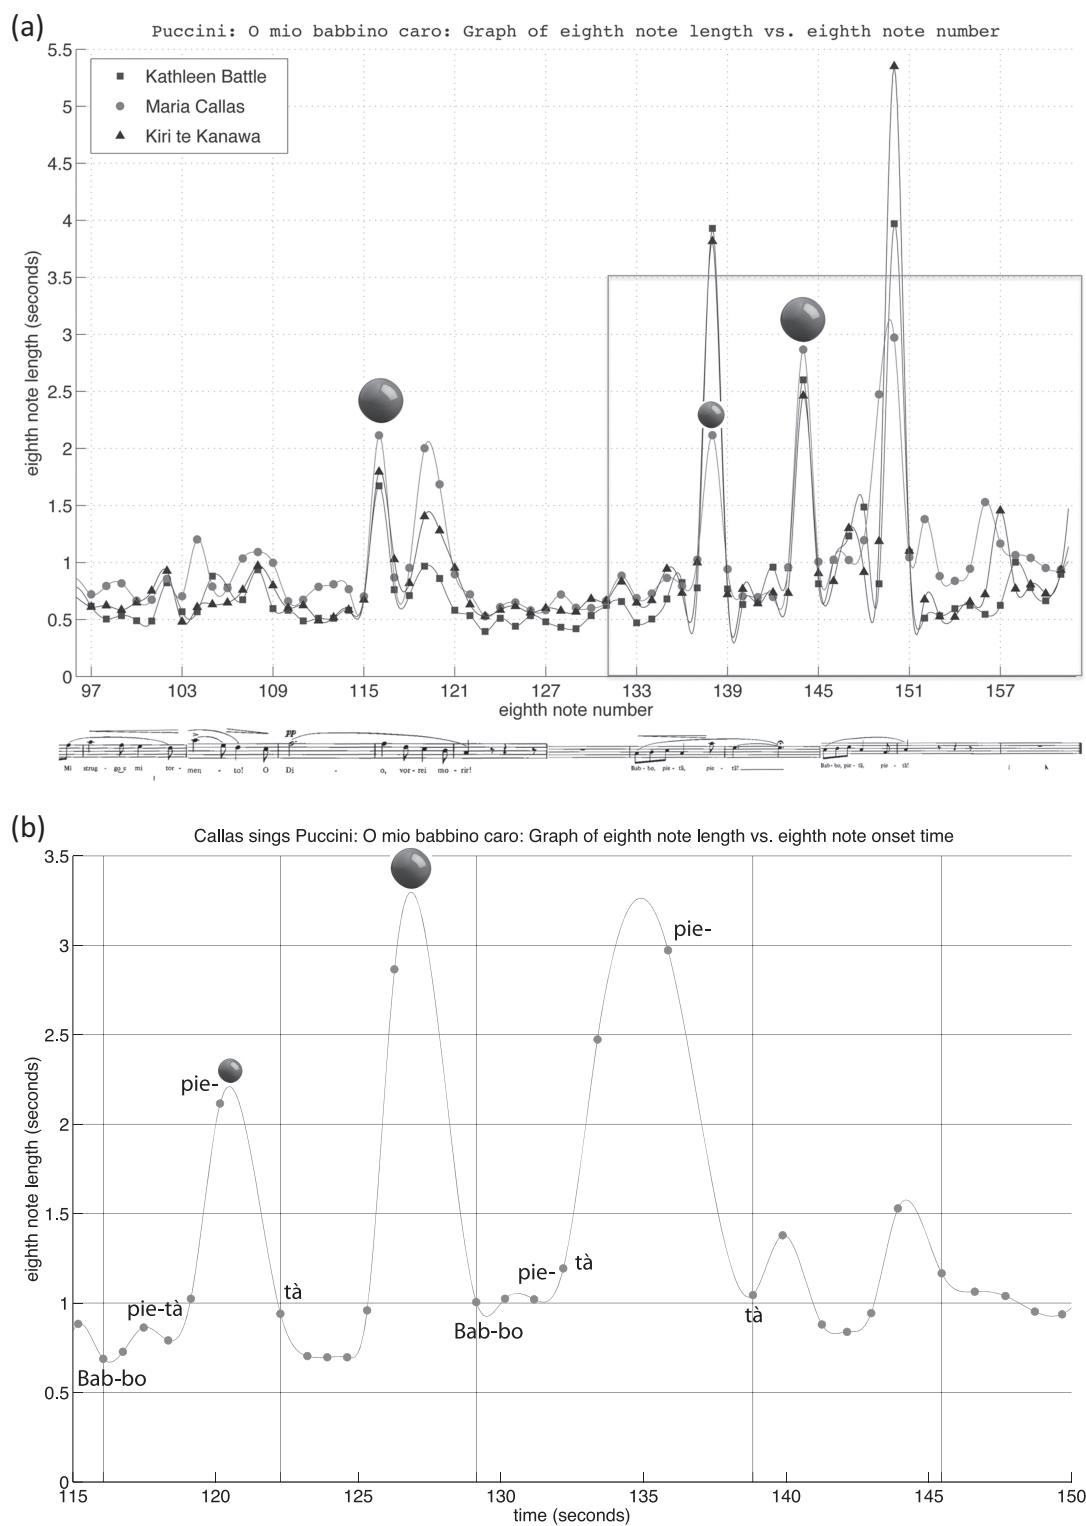 (a)
Puccini: O mio babbino caro: Graph of eighth note length vs. eighth note number
5.5
5
4.5
4
3.5
3
2.5
2
1.5
1
0.5
0
eighth note length (seconds)
Kathleen Battle
Maria Callas
Kiri te Kanawa
97 103 109 115 121 127 133 139 145 151 157
eighth note number
pp
Mi strug - ge e mi tor - men - to! O Di - o, vor - rei mo - rir! Bab - bo, pie - tà, pie - tà! Bab - bo, pie - tà, pie - tà!
(b)
Callas sings Puccini: O mio babbino caro: Graph of eighth note length vs. eighth note onset time
3.5
3
2.5
2
1.5
1
0.5
0
eighth note length (seconds)
pie-
pie-
tà
pie-tà
pie-
tà
Bab-bo
tà
Bab-bo
115 120 125 130 135 140 145 150
time (seconds)